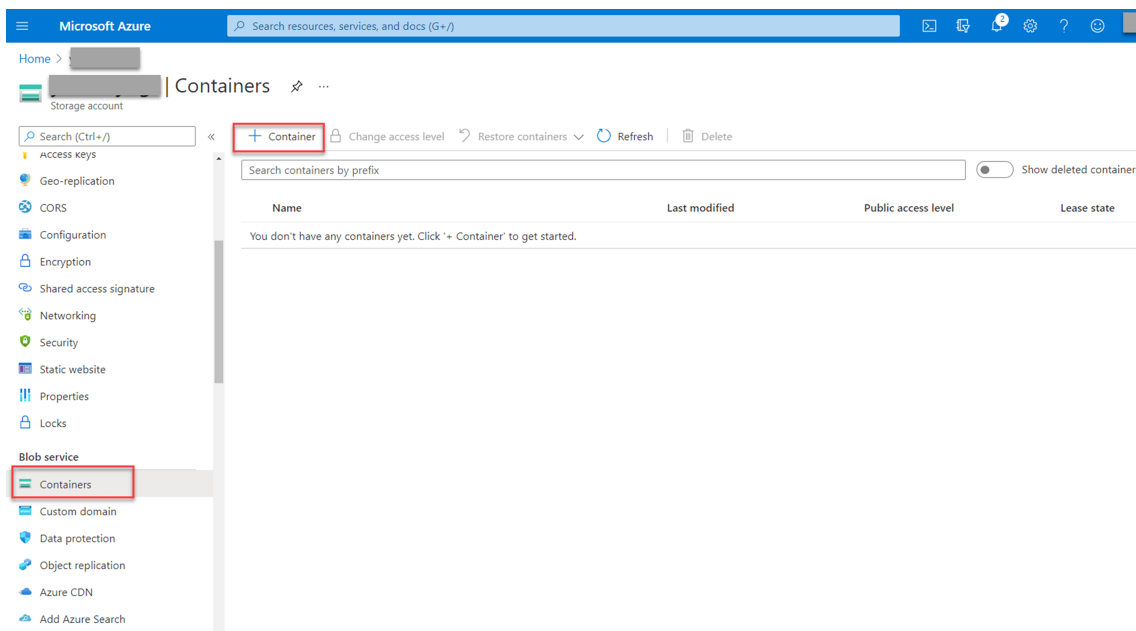 Microsoft Azure
Search resources, services, and docs (G+/)
2
Home >
| Containers
Storage account
Search (Ctrl+/)
«
+ Container
Change access level
Restore containers
Refresh
Delete
Search containers by prefix
Show deleted container
Name
Last modified
Public access level
Lease state
You don't have any containers yet. Click '+ Container' to get started.
Access keys
Geo-replication
CORS
Configuration
Encryption
Shared access signature
Networking
Security
Static website
Properties
Locks
Blob service
Containers
Custom domain
Data protection
Object replication
Azure CDN
Add Azure Search